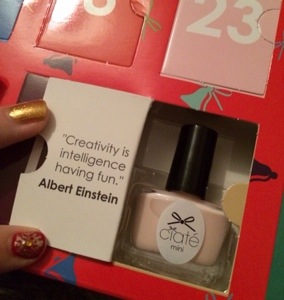 23
"Creativity is
intelligence
having fun."
Albert Einstein
ciaté
mini